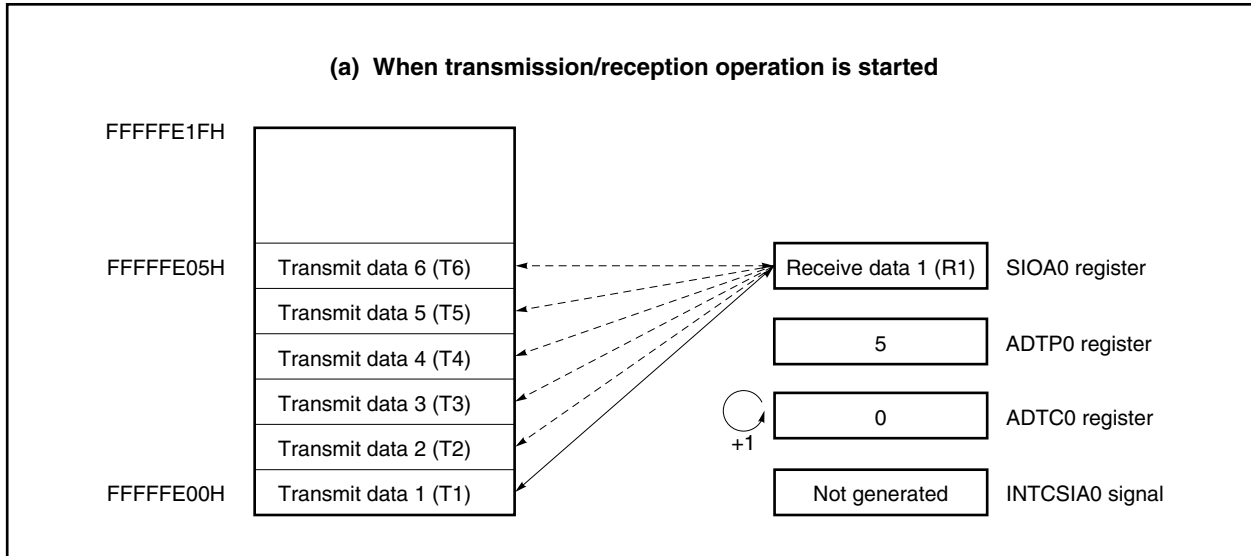 (a) When transmission/reception operation is started
FFFFFE1FH
FFFFFE05H
Transmit data 6 (T6)
Receive data 1 (R1)
SIOA0 register
Transmit data 5 (T5)
Transmit data 4 (T4)
5
ADTP0 register
Transmit data 3 (T3)
0
ADTC0 register
+1
Transmit data 2 (T2)
FFFFFE00H
Transmit data 1 (T1)
Not generated
INTCSIA0 signal